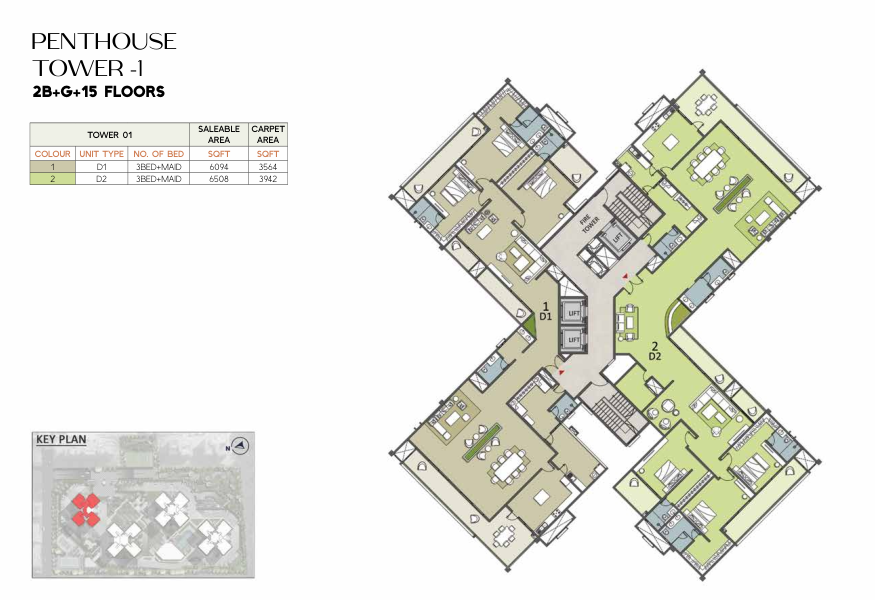 PENTHOUSE
TOWER -1
2B+G+15 FLOORS
TOWER 01 SALEABLE AREA CARPET AREA
COLOUR UNIT TYPE NO. OF BED SQFT SQFT
1 D1 3BED+MAID 6094 3564
2 D2 3BED+MAID 6508 3942
FIRE
TOWER
LIFT
1
D1
LIFT
LIFT
2
D2
KEY PLAN
N